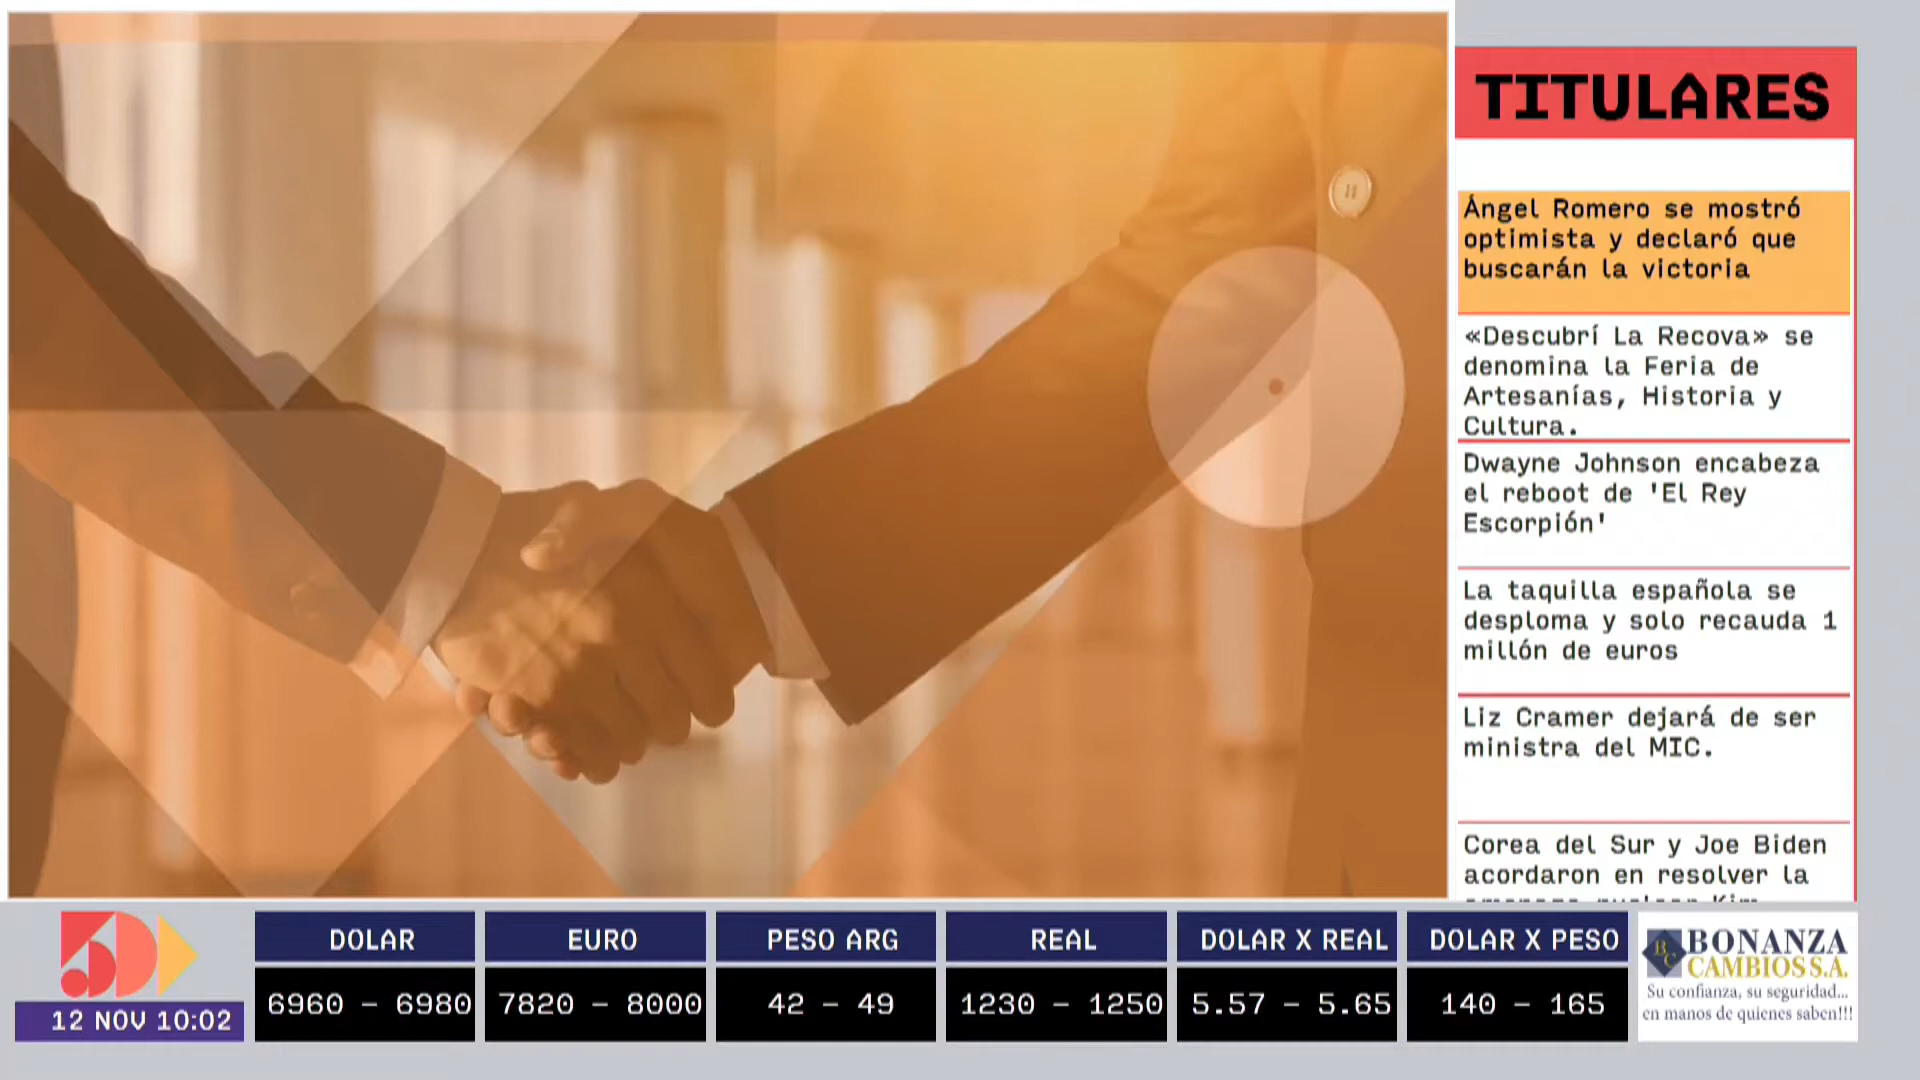 TITULARES
Ángel Romero se mostró
optimista y declaró que
buscarán la victoria
«Descubrí La Recova» se
denomina la Feria de
Artesanías, Historia y
Cultura.
Dwayne Johnson encabeza
el reboot de 'El Rey
Escorpión'
La taquilla española se
desploma y solo recauda 1
millón de euros
Liz Cramer dejará de ser
ministra del MIC.
Corea del Sur y Joe Biden
acordaron en resolver la
5D
12 NOV 10:02
DOLAR
6960 - 6980
EURO
7820 - 8000
PESO ARG
42 - 49
REAL
1230 - 1250
DOLAR X REAL
5.57 - 5.65
DOLAR X PESO
140 - 165
BC
BONANZA
CAMBIOS S.A.
Su confianza, su seguridad...
en manos de quienes saben!!!